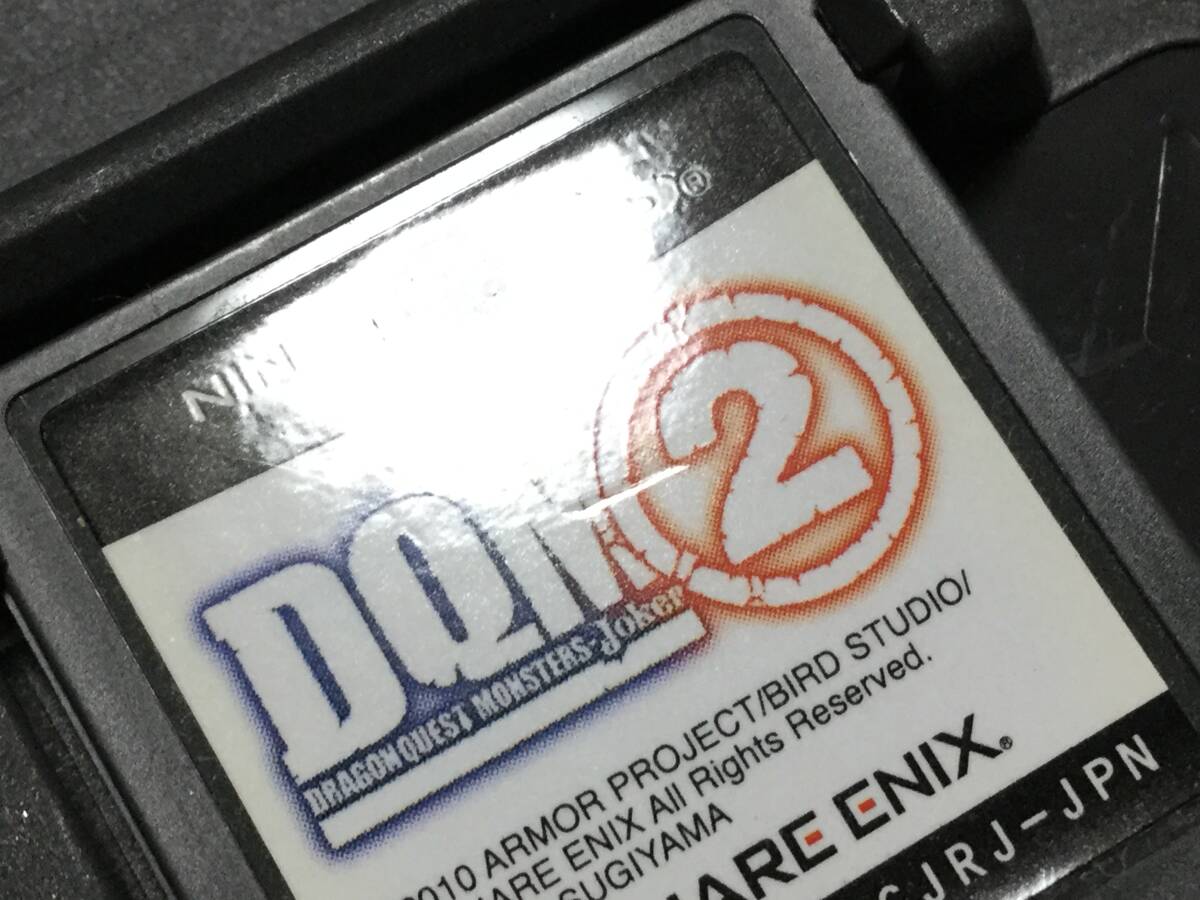 NIN
®
2
DQM
DRAGON QUEST MONSTERS-Joker
2010 ARMOR PROJECT/BIRD STUDIO/
ARE ENIX All Rights Reserved.
SUGIYAMA
UARE ENIX®
CJRJ-JPN